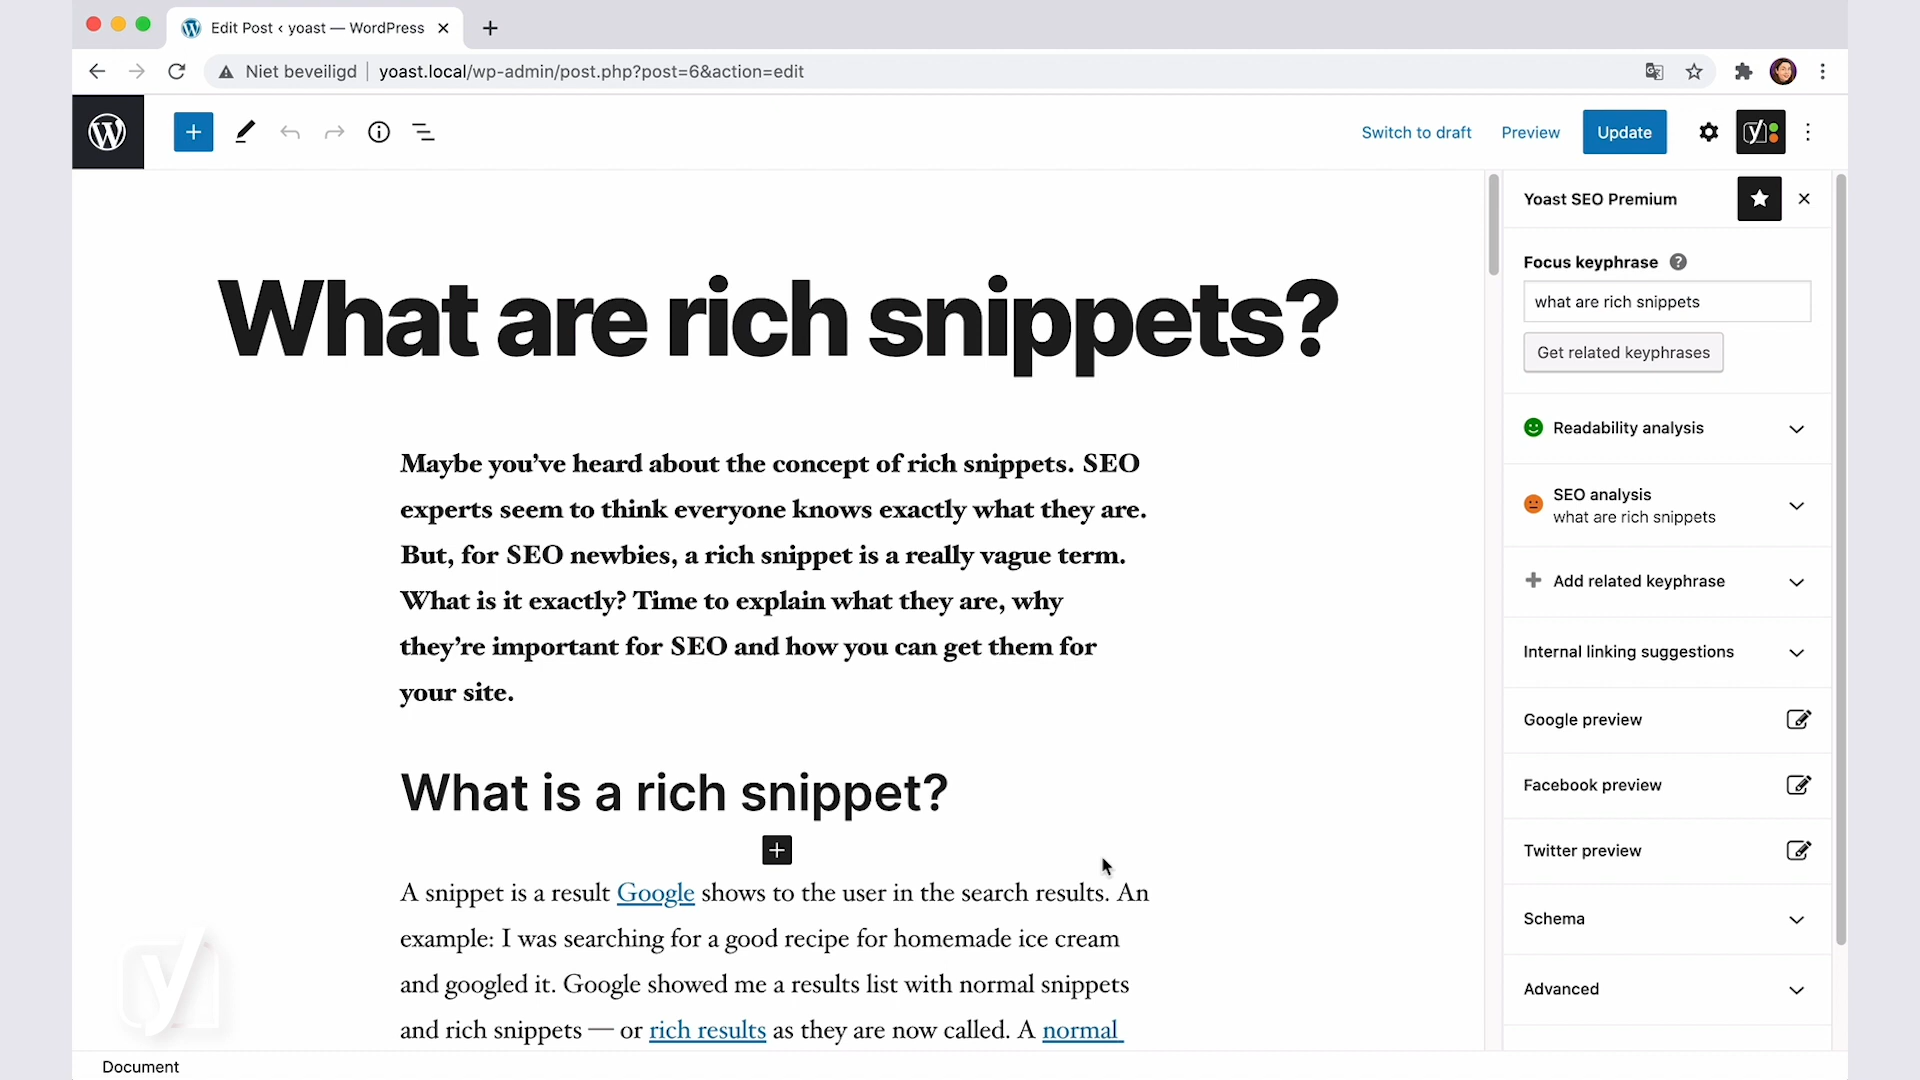 Edit Post ‹ yoast — WordPress
Niet beveiligd
yoast.local/wp-admin/post.php?post=6&action=edit
Switch to draft
Preview
Update
What are rich snippets?
Maybe you’ve heard about the concept of rich snippets. SEO
experts seem to think everyone knows exactly what they are.
But, for SEO newbies, a rich snippet is a really vague term.
What is it exactly? Time to explain what they are, why
they’re important for SEO and how you can get them for
your site.
What is a rich snippet?
A snippet is a result Google shows to the user in the search results. An
example: I was searching for a good recipe for homemade ice cream
and googled it. Google showed me a results list with normal snippets
and rich snippets — or rich results as they are now called. A normal
Document
Yoast SEO Premium
Focus keyphrase
what are rich snippets
Get related keyphrases
Readability analysis
SEO analysis
what are rich snippets
Add related keyphrase
Internal linking suggestions
Google preview
Facebook preview
Twitter preview
Schema
Advanced